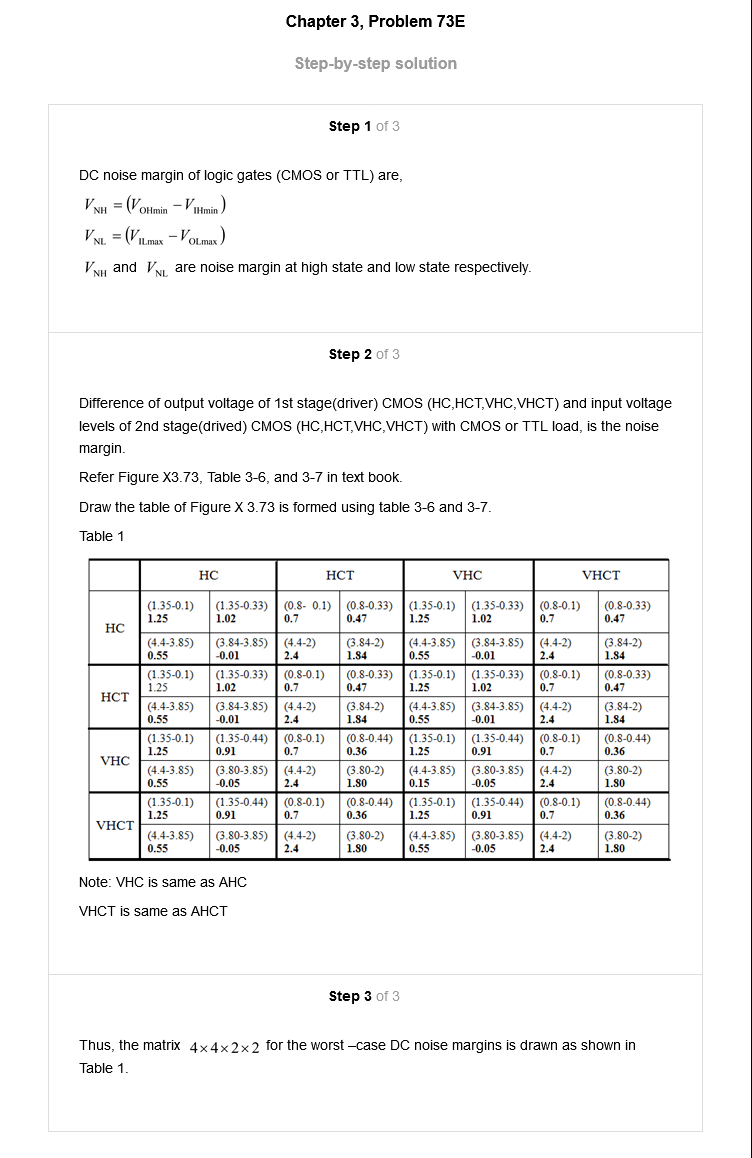 Chapter 3, Problem 73E
Step-by-step solution
Step 1 of 3
DC noise margin of logic gates (CMOS or TTL) are,
V_NH = (V_OHmin − V_IHmin)
V_NL = (V_ILmax − V_OLmax)
V_NH and V_NL are noise margin at high state and low state respectively.
Step 2 of 3
Difference of output voltage of 1st stage(driver) CMOS (HC,HCT,VHC,VHCT) and input voltage
levels of 2nd stage(drived) CMOS (HC,HCT,VHC,VHCT) with CMOS or TTL load, is the noise
margin.
Refer Figure X3.73, Table 3-6, and 3-7 in text book.
Draw the table of Figure X 3.73 is formed using table 3-6 and 3-7.
Table 1
HC HCT VHC VHCT
HC
(1.35-0.1) (1.35-0.33) (0.8- 0.1) (0.8-0.33) (1.35-0.1) (1.35-0.33) (0.8-0.1) (0.8-0.33)
1.25 1.02 0.7 0.47 1.25 1.02 0.7 0.47
(4.4-3.85) (3.84-3.85) (4.4-2) (3.84-2) (4.4-3.85) (3.84-3.85) (4.4-2) (3.84-2)
0.55 -0.01 2.4 1.84 0.55 -0.01 2.4 1.84
HCT
(1.35-0.1) (1.35-0.33) (0.8-0.1) (0.8-0.33) (1.35-0.1) (1.35-0.33) (0.8-0.1) (0.8-0.33)
1.25 1.02 0.7 0.47 1.25 1.02 0.7 0.47
(4.4-3.85) (3.84-3.85) (4.4-2) (3.84-2) (4.4-3.85) (3.84-3.85) (4.4-2) (3.84-2)
0.55 -0.01 2.4 1.84 0.55 -0.01 2.4 1.84
VHC
(1.35-0.1) (1.35-0.44) (0.8-0.1) (0.8-0.44) (1.35-0.1) (1.35-0.44) (0.8-0.1) (0.8-0.44)
1.25 0.91 0.7 0.36 1.25 0.91 0.7 0.36
(4.4-3.85) (3.80-3.85) (4.4-2) (3.80-2) (4.4-3.85) (3.80-3.85) (4.4-2) (3.80-2)
0.55 -0.05 2.4 1.80 0.15 -0.05 2.4 1.80
VHCT
(1.35-0.1) (1.35-0.44) (0.8-0.1) (0.8-0.44) (1.35-0.1) (1.35-0.44) (0.8-0.1) (0.8-0.44)
1.25 0.91 0.7 0.36 1.25 0.91 0.7 0.36
(4.4-3.85) (3.80-3.85) (4.4-2) (3.80-2) (4.4-3.85) (3.80-3.85) (4.4-2) (3.80-2)
0.55 -0.05 2.4 1.80 0.55 -0.05 2.4 1.80
Note: VHC is same as AHC
VHCT is same as AHCT
Step 3 of 3
Thus, the matrix 4×4×2×2 for the worst –case DC noise margins is drawn as shown in
Table 1.